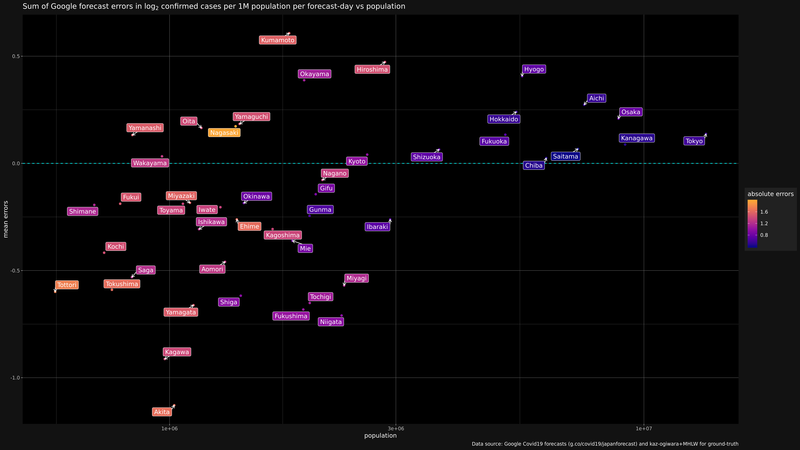 Sum of Google forecast errors in log2 confirmed cases per 1M population per forecast-day vs population
Kumamoto
Hiroshima
Okayama
Hyogo
Aichi
Osaka
Hokkaido
Yamaguchi
Oita
Yamanashi
Nagasaki
Kanagawa
Fukuoka
Tokyo
Shizuoka
Saitama
Chiba
Kyoto
Wakayama
Nagano
Gifu
Fukui
Miyazaki
Okinawa
Shimane
Toyama
Iwate
Gunma
Ishikawa
Ehime
Ibaraki
Kagoshima
Mie
Kochi
Saga
Aomori
Miyagi
Tottori
Tokushima
Tochigi
Shiga
Yamagata
Fukushima
Niigata
Kagawa
Akita
0.5
0.0
-0.5
-1.0
mean errors
1e+06
3e+06
1e+07
population
absolute errors
1.6
1.2
0.8
Data source: Google Covid19 forecasts (g.co/covid19/japanforecast) and kaz-ogiwara+MHLW for ground-truth